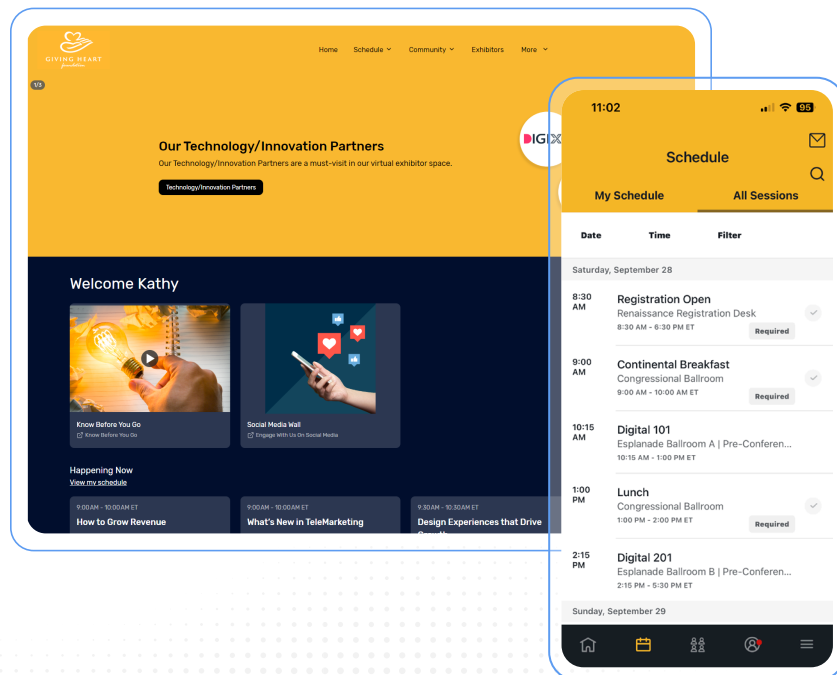 GIVING HEART
foundation
Home Schedule Community Exhibitors More
1/3
Our Technology/Innovation Partners
Our Technology/Innovation Partners are a must-visit in our virtual exhibitor space.
Technology/Innovation Partners
Welcome Kathy
Know Before You Go
Know Before You Go
Social Media Wall
Engage With Us On Social Media
Happening Now
View my schedule
9:00AM - 10:00AM ET
How to Grow Revenue
9:00AM - 10:00AM ET
What's New in TeleMarketing
9:30AM - 10:30AM ET
Design Experiences that Drive
11:02 95
Schedule
My Schedule All Sessions
Date Time Filter
Saturday, September 28
8:30 AM
Registration Open
Renaissance Registration Desk
8:30 AM - 6:30 PM ET
Required
9:00 AM
Continental Breakfast
Congressional Ballroom
9:00 AM - 10:00 AM ET
Required
10:15 AM
Digital 101
Esplanade Ballroom A | Pre-Conferen...
10:15 AM - 1:00 PM ET
1:00 PM
Lunch
Congressional Ballroom
1:00 PM - 2:00 PM ET
Required
2:15 PM
Digital 201
Esplanade Ballroom B | Pre-Conferen...
2:15 PM - 5:30 PM ET
Sunday, September 29